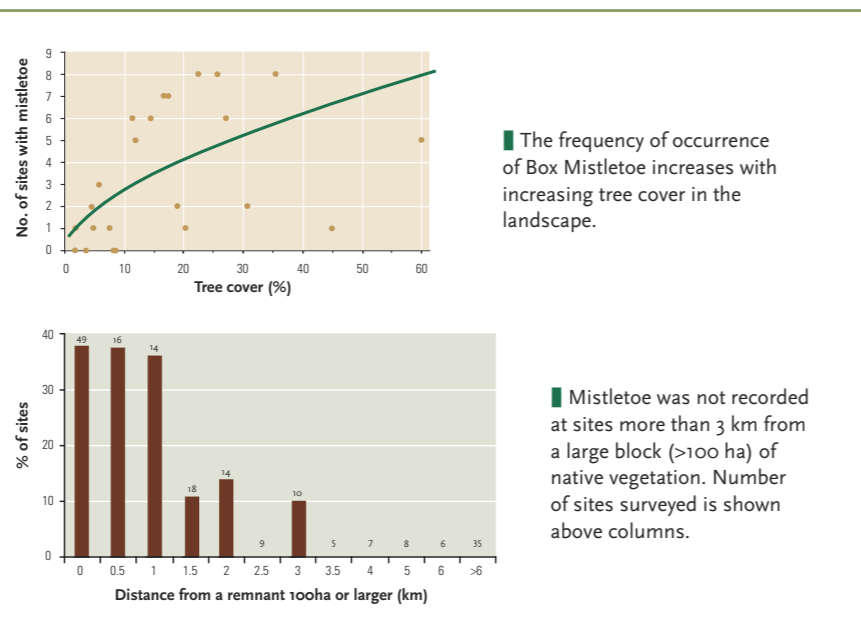 9
8
7
6
5
4
3
2
1
0
No. of sites with mistletoe
0 10 20 30 40 50 60
Tree cover (%)
The frequency of occurrence
of Box Mistletoe increases with
increasing tree cover in the
landscape.
40
30
20
10
0
% of sites
49 16 14 18 14 9 10 5 7 8 6 35
0 0.5 1 1.5 2 2.5 3 3.5 4 5 6 >6
Distance from a remnant 100ha or larger (km)
Mistletoe was not recorded
at sites more than 3 km from
a large block (>100 ha) of
native vegetation. Number
of sites surveyed is shown
above columns.